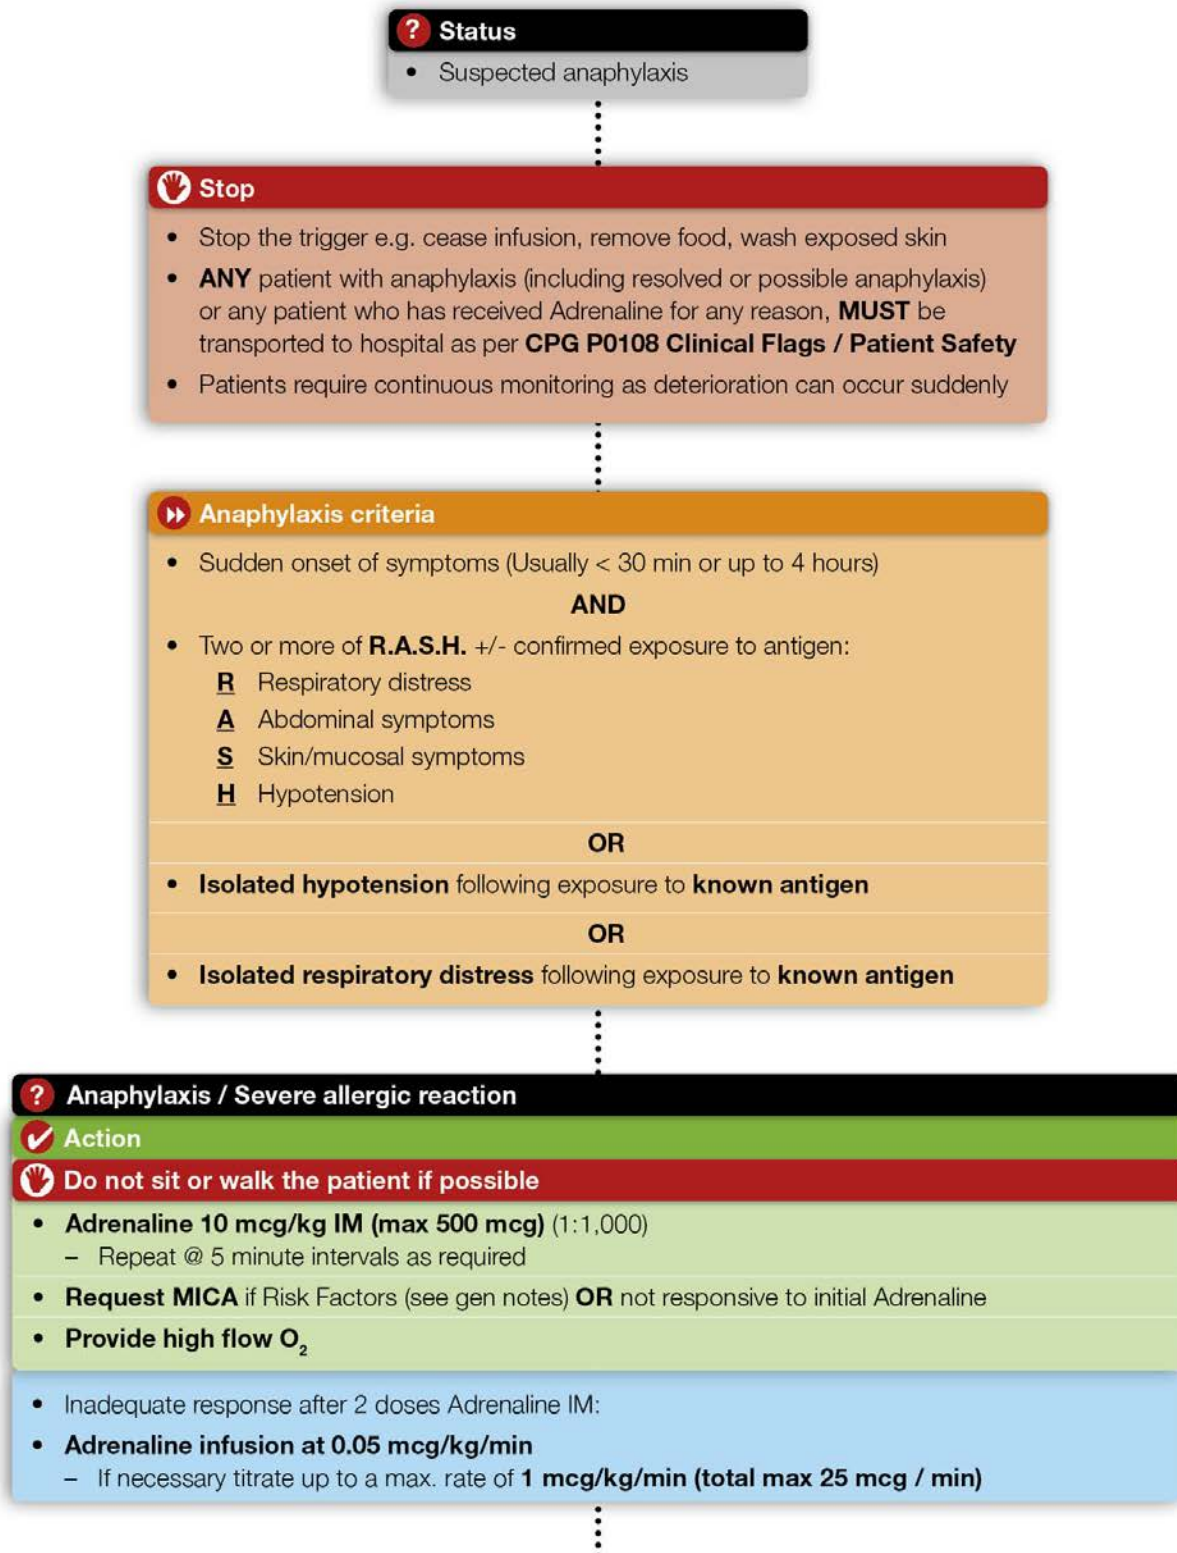 ? Status
• Suspected anaphylaxis
Stop
• Stop the trigger e.g. cease infusion, remove food, wash exposed skin
• ANY patient with anaphylaxis (including resolved or possible anaphylaxis)
or any patient who has received Adrenaline for any reason, MUST be
transported to hospital as per CPG P0108 Clinical Flags / Patient Safety
• Patients require continuous monitoring as deterioration can occur suddenly
Anaphylaxis criteria
• Sudden onset of symptoms (Usually < 30 min or up to 4 hours)
AND
• Two or more of R.A.S.H. +/- confirmed exposure to antigen:
R Respiratory distress
A Abdominal symptoms
S Skin/mucosal symptoms
H Hypotension
OR
• Isolated hypotension following exposure to known antigen
OR
• Isolated respiratory distress following exposure to known antigen
? Anaphylaxis / Severe allergic reaction
Action
Do not sit or walk the patient if possible
• Adrenaline 10 mcg/kg IM (max 500 mcg) (1:1,000)
– Repeat @ 5 minute intervals as required
• Request MICA if Risk Factors (see gen notes) OR not responsive to initial Adrenaline
• Provide high flow O₂
• Inadequate response after 2 doses Adrenaline IM:
• Adrenaline infusion at 0.05 mcg/kg/min
– If necessary titrate up to a max. rate of 1 mcg/kg/min (total max 25 mcg / min)